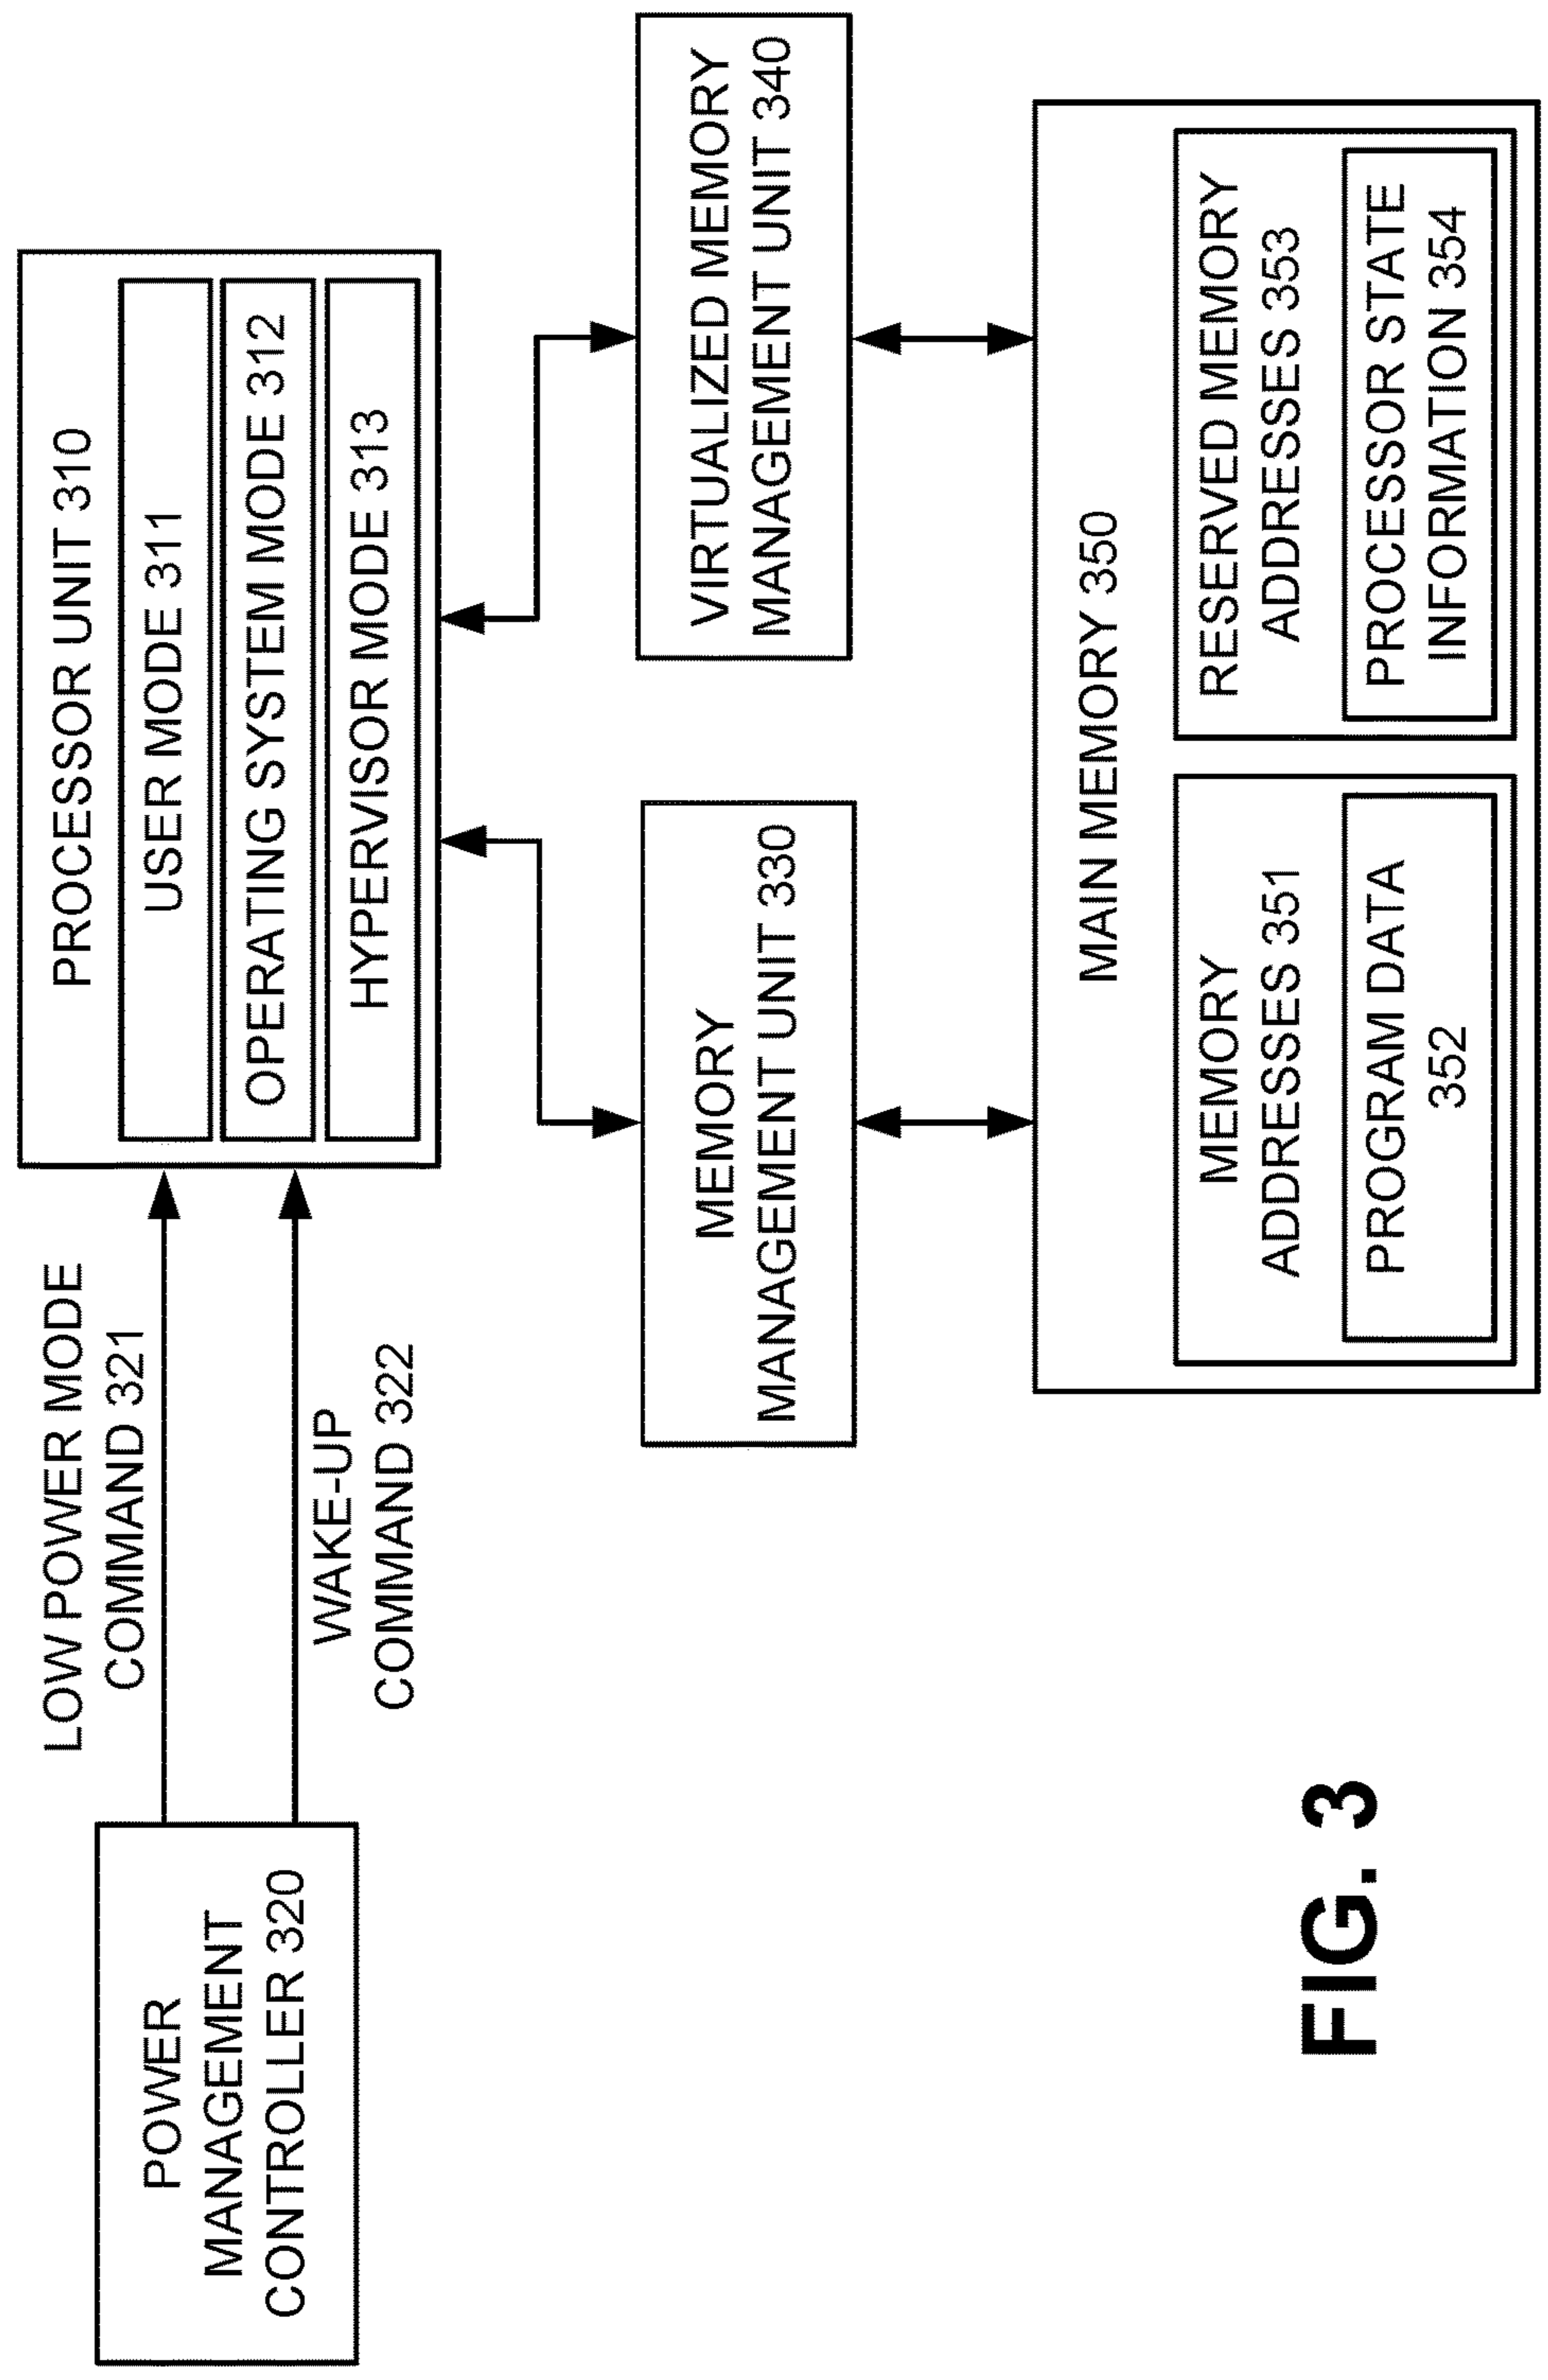 POWER
MANAGEMENT
CONTROLLER 320
LOW POWER MODE
COMMAND 321
WAKE-UP
COMMAND 322
PROCESSOR UNIT 310
USER MODE 311
OPERATING SYSTEM MODE 312
HYPERVISOR MODE 313
MEMORY
MANAGEMENT UNIT 330
VIRTUALIZED MEMORY
MANAGEMENT UNIT 340
MAIN MEMORY 350
MEMORY
ADDRESSES 351
PROGRAM DATA
352
RESERVED MEMORY
ADDRESSES 353
PROCESSOR STATE
INFORMATION 354
FIG. 3